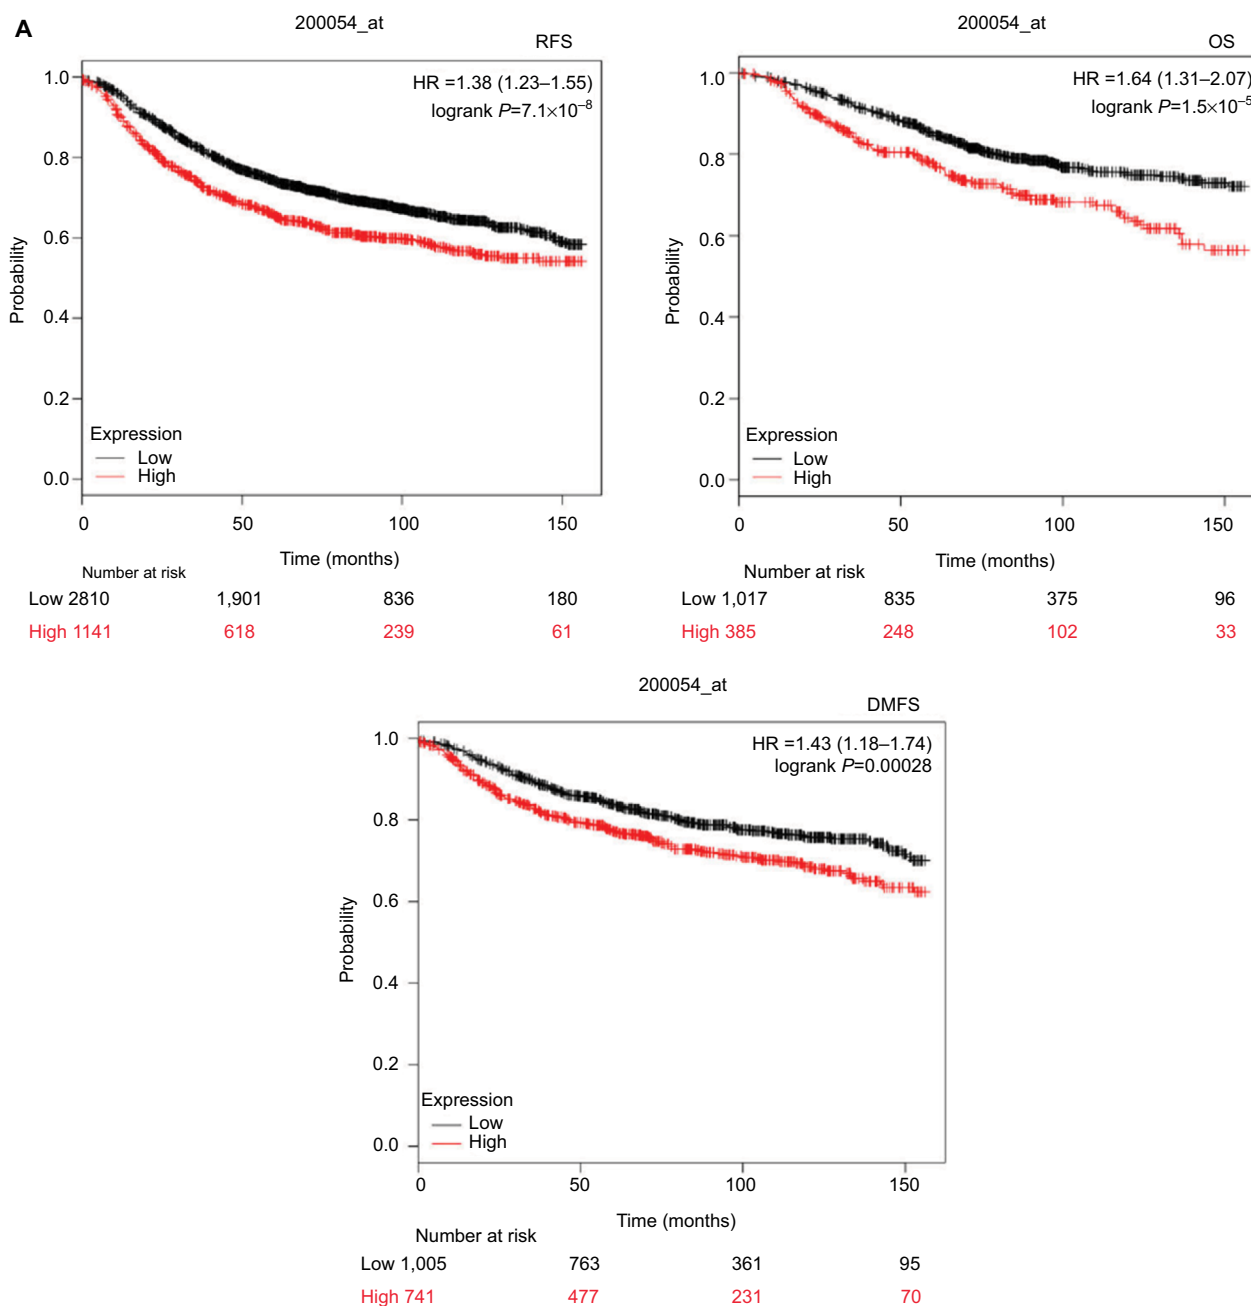 A
200054_at
RFS
HR =1.38 (1.23–1.55)
logrank P=7.1×10⁻⁸
1.0
0.8
0.6
0.4
0.2
0.0
Probability
Expression
Low
High
0
50
100
150
Time (months)
Number at risk
Low 2810 1,901 836 180
High 1141 618 239 61
200054_at
OS
HR =1.64 (1.31–2.07)
logrank P=1.5×10⁻⁵
1.0
0.8
0.6
0.4
0.2
0.0
Probability
Expression
Low
High
0
50
100
150
Time (months)
Number at risk
Low 1,017 835 375 96
High 385 248 102 33
200054_at
DMFS
HR =1.43 (1.18–1.74)
logrank P=0.00028
1.0
0.8
0.6
0.4
0.2
0.0
Probability
Expression
Low
High
0
50
100
150
Time (months)
Number at risk
Low 1,005 763 361 95
High 741 477 231 70